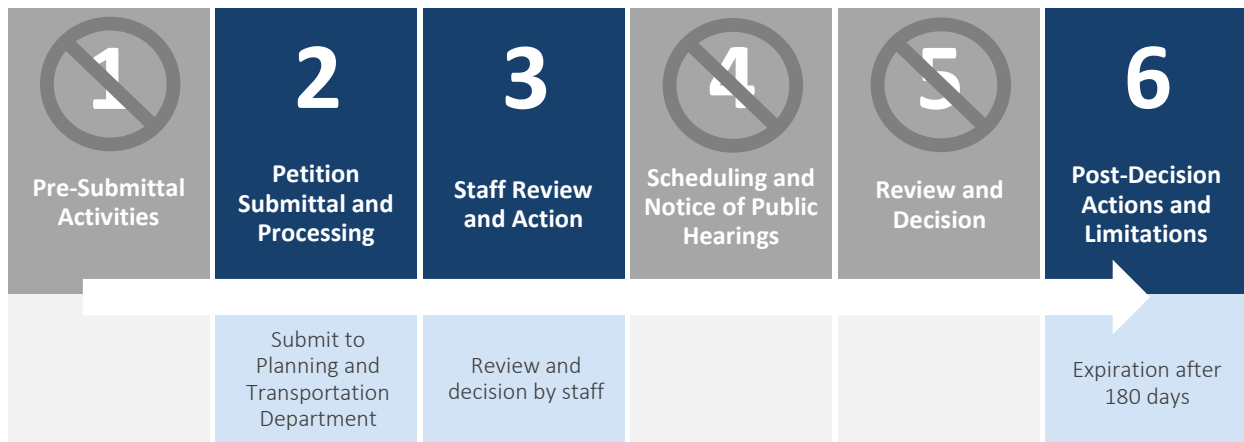 1
Pre-Submittal
Activities
2
Petition
Submittal and
Processing
Submit to
Planning and
Transportation
Department
3
Staff Review
and Action
Review and
decision by staff
4
Scheduling and
Notice of Public
Hearings
5
Review and
Decision
6
Post-Decision
Actions and
Limitations
Expiration after
180 days